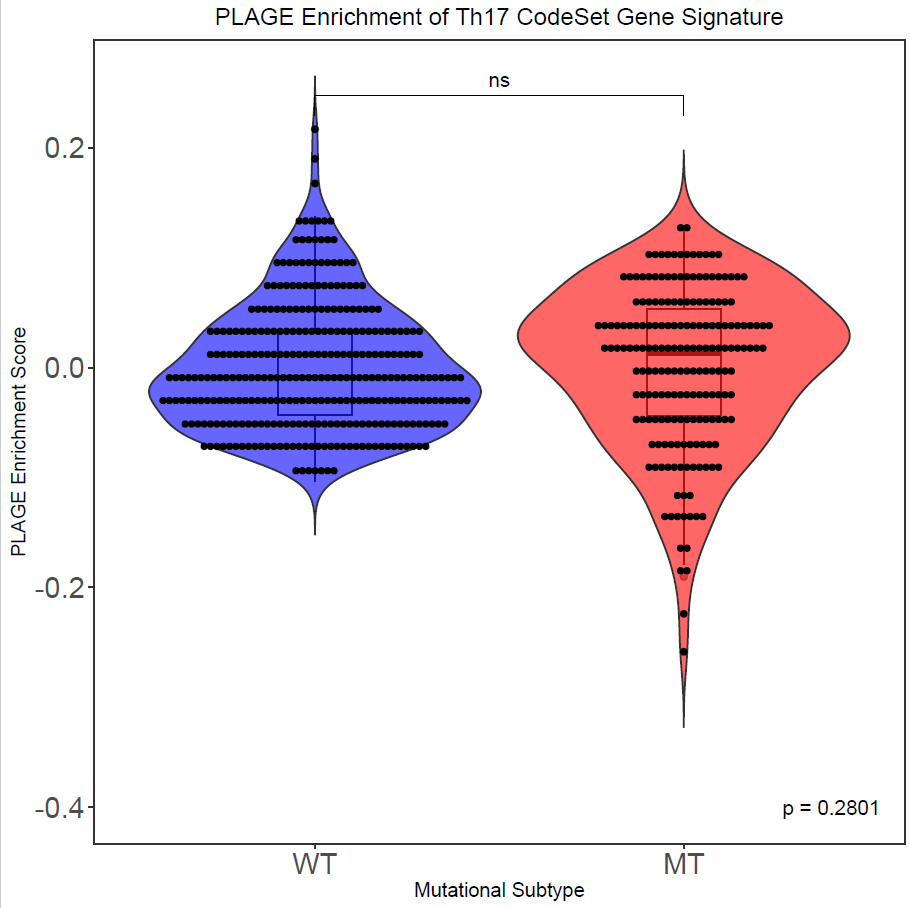 PLAGE Enrichment of Th17 CodeSet Gene Signature
ns
0.2
0.0
-0.2
-0.4
PLAGE Enrichment Score
p = 0.2801
WT
MT
Mutational Subtype